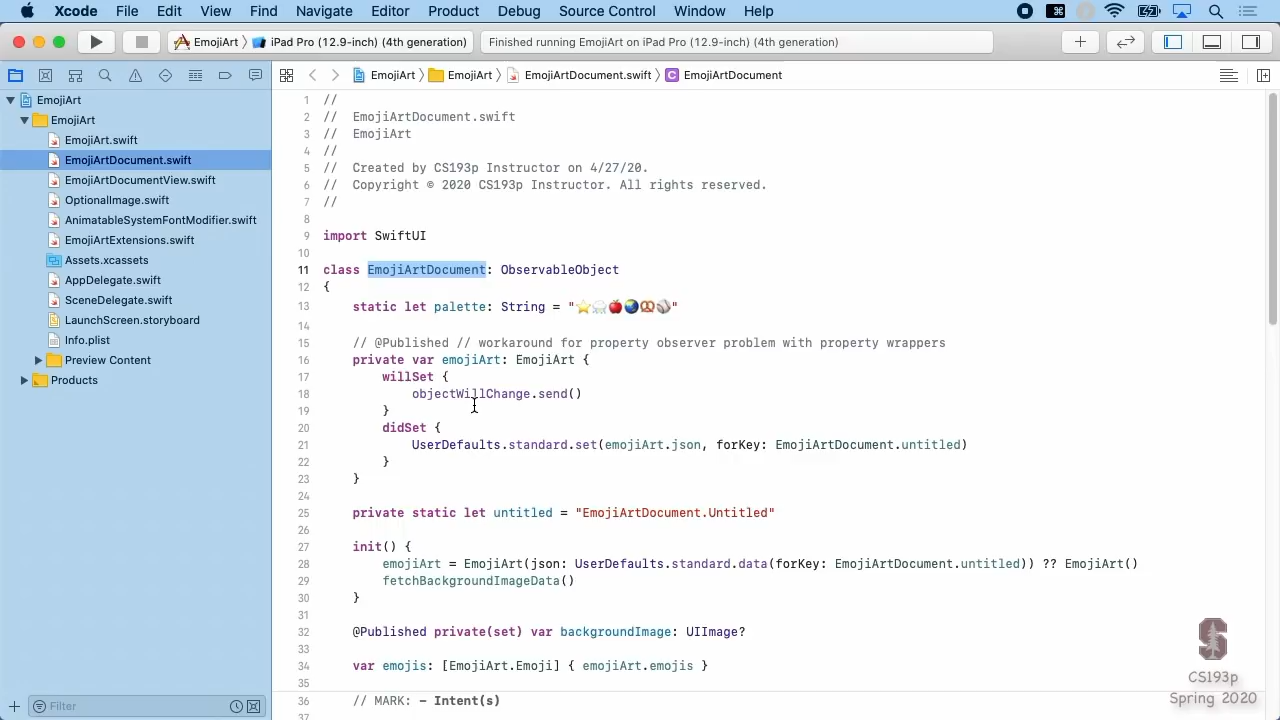 Xcode File Edit View Find Navigate Editor Product Debug Source Control Window Help
EmojiArt 〉 iPad Pro (12.9-inch) (4th generation) Finished running EmojiArt on iPad Pro (12.9-inch) (4th generation)
EmojiArt 〉 EmojiArt 〉 EmojiArtDocument.swift 〉 C EmojiArtDocument
EmojiArt
EmojiArt
EmojiArt.swift
EmojiArtDocument.swift
EmojiArtDocumentView.swift
OptionalImage.swift
AnimatableSystemFontModifier.swift
EmojiArtExtensions.swift
Assets.xcassets
AppDelegate.swift
SceneDelegate.swift
LaunchScreen.storyboard
Info.plist
Preview Content
Products
Filter
1 //
2 // EmojiArtDocument.swift
3 // EmojiArt
4 //
5 // Created by CS193p Instructor on 4/27/20.
6 // Copyright © 2020 CS193p Instructor. All rights reserved.
7 //
8
9 import SwiftUI
10
11 class EmojiArtDocument: ObservableObject
12 {
13 static let palette: String = "⭐️🌧🍎🌏🥨⚾️"
14
15 // @Published // workaround for property observer problem with property wrappers
16 private var emojiArt: EmojiArt {
17 willSet {
18 objectWillChange.send()
19 }
20 didSet {
21 UserDefaults.standard.set(emojiArt.json, forKey: EmojiArtDocument.untitled)
22 }
23 }
24
25 private static let untitled = "EmojiArtDocument.Untitled"
26
27 init() {
28 emojiArt = EmojiArt(json: UserDefaults.standard.data(forKey: EmojiArtDocument.untitled)) ?? EmojiArt()
29 fetchBackgroundImageData()
30 }
31
32 @Published private(set) var backgroundImage: UIImage?
33
34 var emojis: [EmojiArt.Emoji] { emojiArt.emojis }
35
36 // MARK: - Intent(s)
37
CS193p
Spring 2020